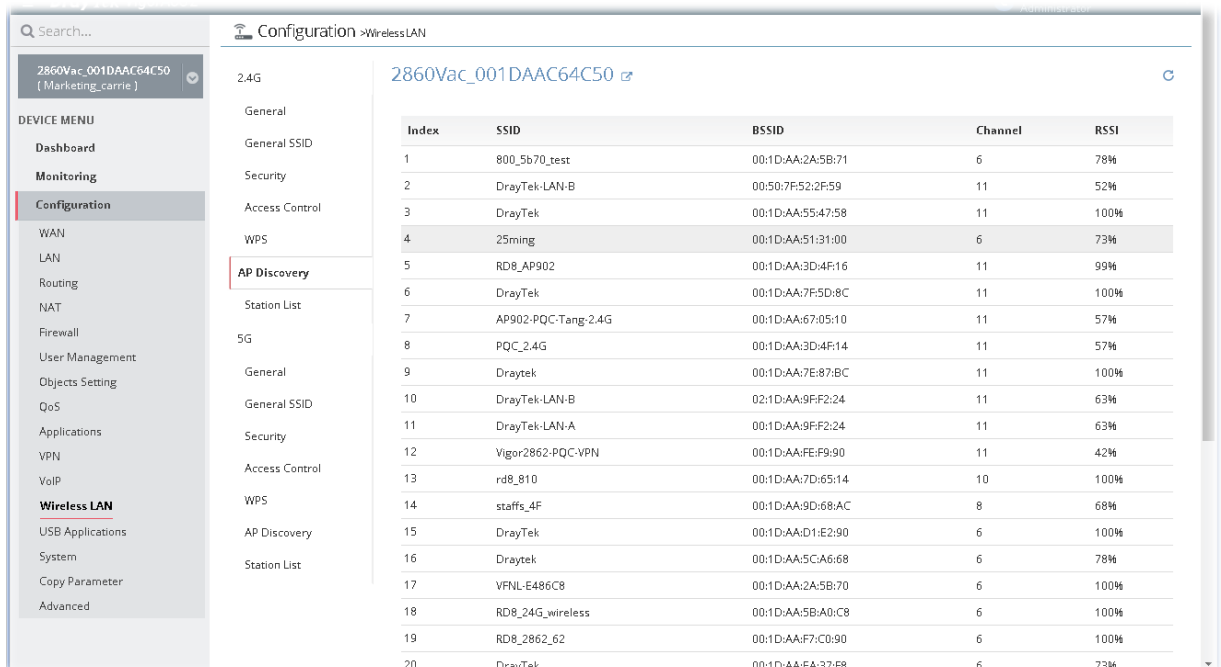 Administrator
Search...
Configuration >WirelessLAN
2860Vac_001DAAC64C50
( Marketing_carrie )
DEVICE MENU
Dashboard
Monitoring
Configuration
WAN
LAN
Routing
NAT
Firewall
User Management
Objects Setting
QoS
Applications
VPN
VoIP
Wireless LAN
USB Applications
System
Copy Parameter
Advanced
2.4G
General
General SSID
Security
Access Control
WPS
AP Discovery
Station List
5G
General
General SSID
Security
Access Control
WPS
AP Discovery
Station List
2860Vac_001DAAC64C50
Index SSID BSSID Channel RSSI
1 800_5b70_test 00:1D:AA:2A:5B:71 6 78%
2 DrayTek-LAN-B 00:50:7F:52:2F:59 11 52%
3 DrayTek 00:1D:AA:55:47:58 11 100%
4 25ming 00:1D:AA:51:31:00 6 73%
5 RD8_AP902 00:1D:AA:3D:4F:16 11 99%
6 DrayTek 00:1D:AA:7F:5D:8C 11 100%
7 AP902-PQC-Tang-2.4G 00:1D:AA:67:05:10 11 57%
8 PQC_2.4G 00:1D:AA:3D:4F:14 11 57%
9 Draytek 00:1D:AA:7E:87:BC 11 100%
10 DrayTek-LAN-B 02:1D:AA:9F:F2:24 11 63%
11 DrayTek-LAN-A 00:1D:AA:9F:F2:24 11 63%
12 Vigor2862-PQC-VPN 00:1D:AA:FE:F9:90 11 42%
13 rd8_810 00:1D:AA:7D:65:14 10 100%
14 staffs_4F 00:1D:AA:9D:68:AC 8 68%
15 DrayTek 00:1D:AA:D1:E2:90 6 100%
16 Draytek 00:1D:AA:5C:A6:68 6 78%
17 VFNL-E486C8 00:1D:AA:2A:5B:70 6 100%
18 RD8_24G_wireless 00:1D:AA:5B:A0:C8 6 100%
19 RD8_2862_62 00:1D:AA:F7:C0:90 6 100%
20 DrayTek 00:1D:AA:FA:37:F8 6 73%